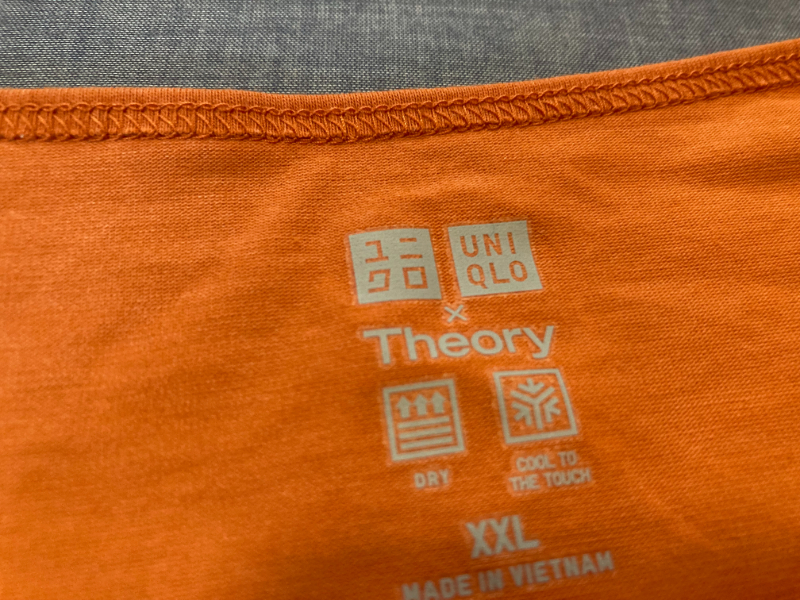 ユニ UNI
クロ QLO
×
Theory
DRY COOL TO
THE TOUCH
XXL
MADE IN VIETNAM